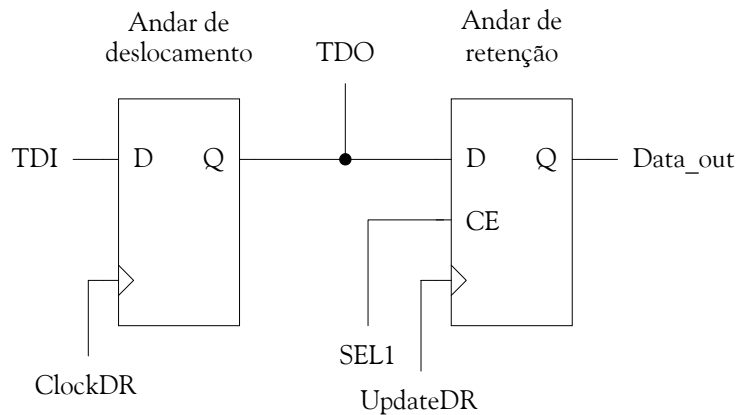 Andar de
deslocamento
TDO
Andar de
retenção
TDI
D
Q
D
Q
Data_out
CE
SEL1
ClockDR
UpdateDR